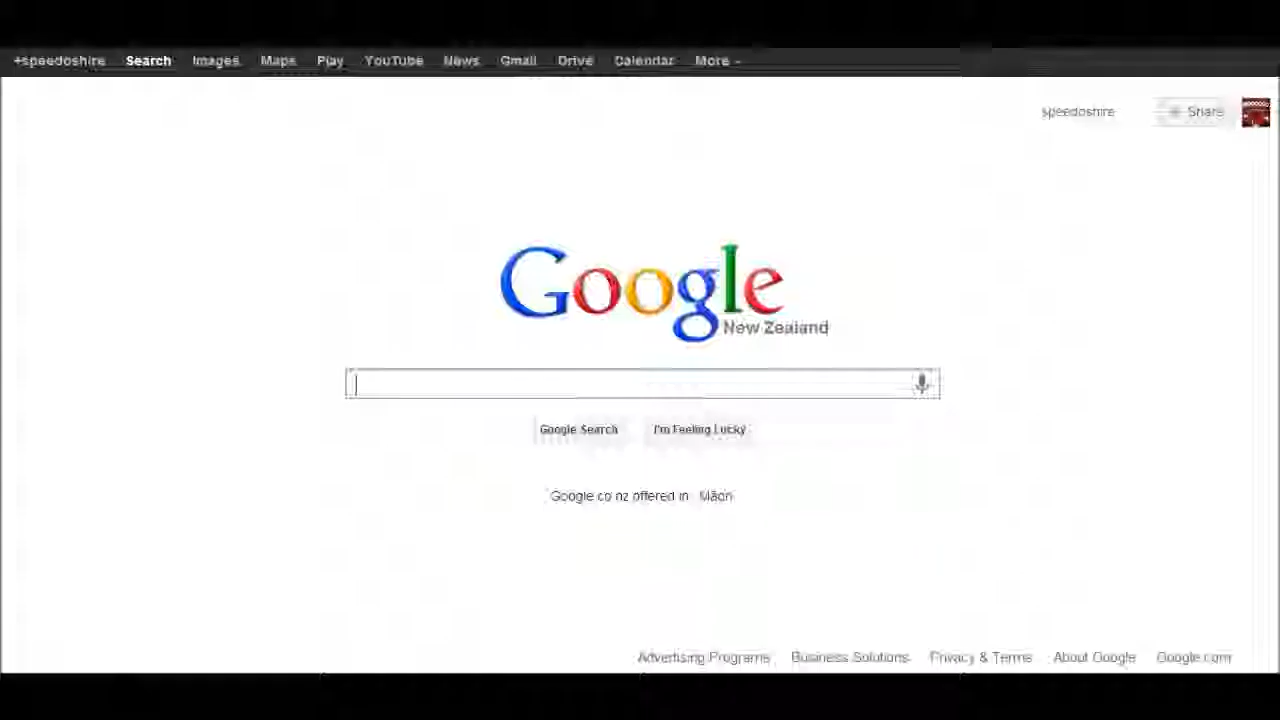 +speedoshire Search Images Maps Play YouTube News Gmail Drive Calendar More
speedoshire Share
Google
New Zealand
Google Search I'm Feeling Lucky
Google.co.nz offered in: Māori
Advertising Programs Business Solutions Privacy & Terms About Google Google.com